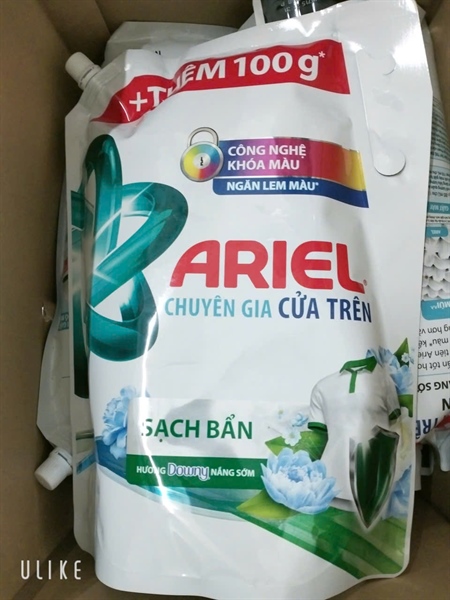 +THÊM 100g*
CÔNG NGHỆ
KHÓA MÀU
NGĂN LEM MÀU*
ARIEL
CHUYÊN GIA CỬA TRÊN
SẠCH BẨN
HƯƠNG Downy NẮNG SỚM
ULIKE